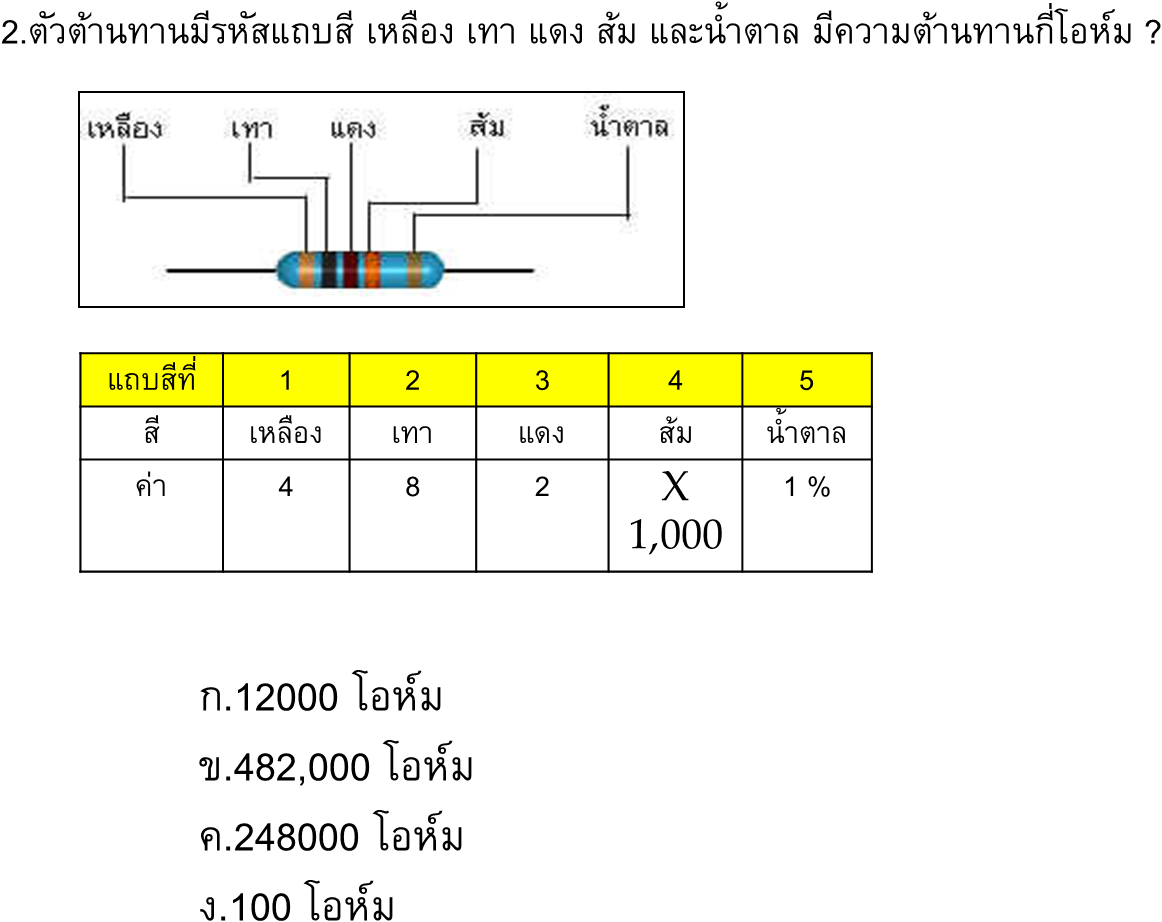 2.ตัวต้านทานมีรหัสแถบสี เหลือง เทา แดง ส้ม และน้ำตาล มีความต้านทานกี่โอห์ม ?
เหลือง เทา แดง ส้ม น้ำตาล
แถบสีที่ 1 2 3 4 5
สี เหลือง เทา แดง ส้ม น้ำตาล
ค่า 4 8 2 X 1 %
1,000
ก.12000 โอห์ม
ข.482,000 โอห์ม
ค.248000 โอห์ม
ง.100 โอห์ม